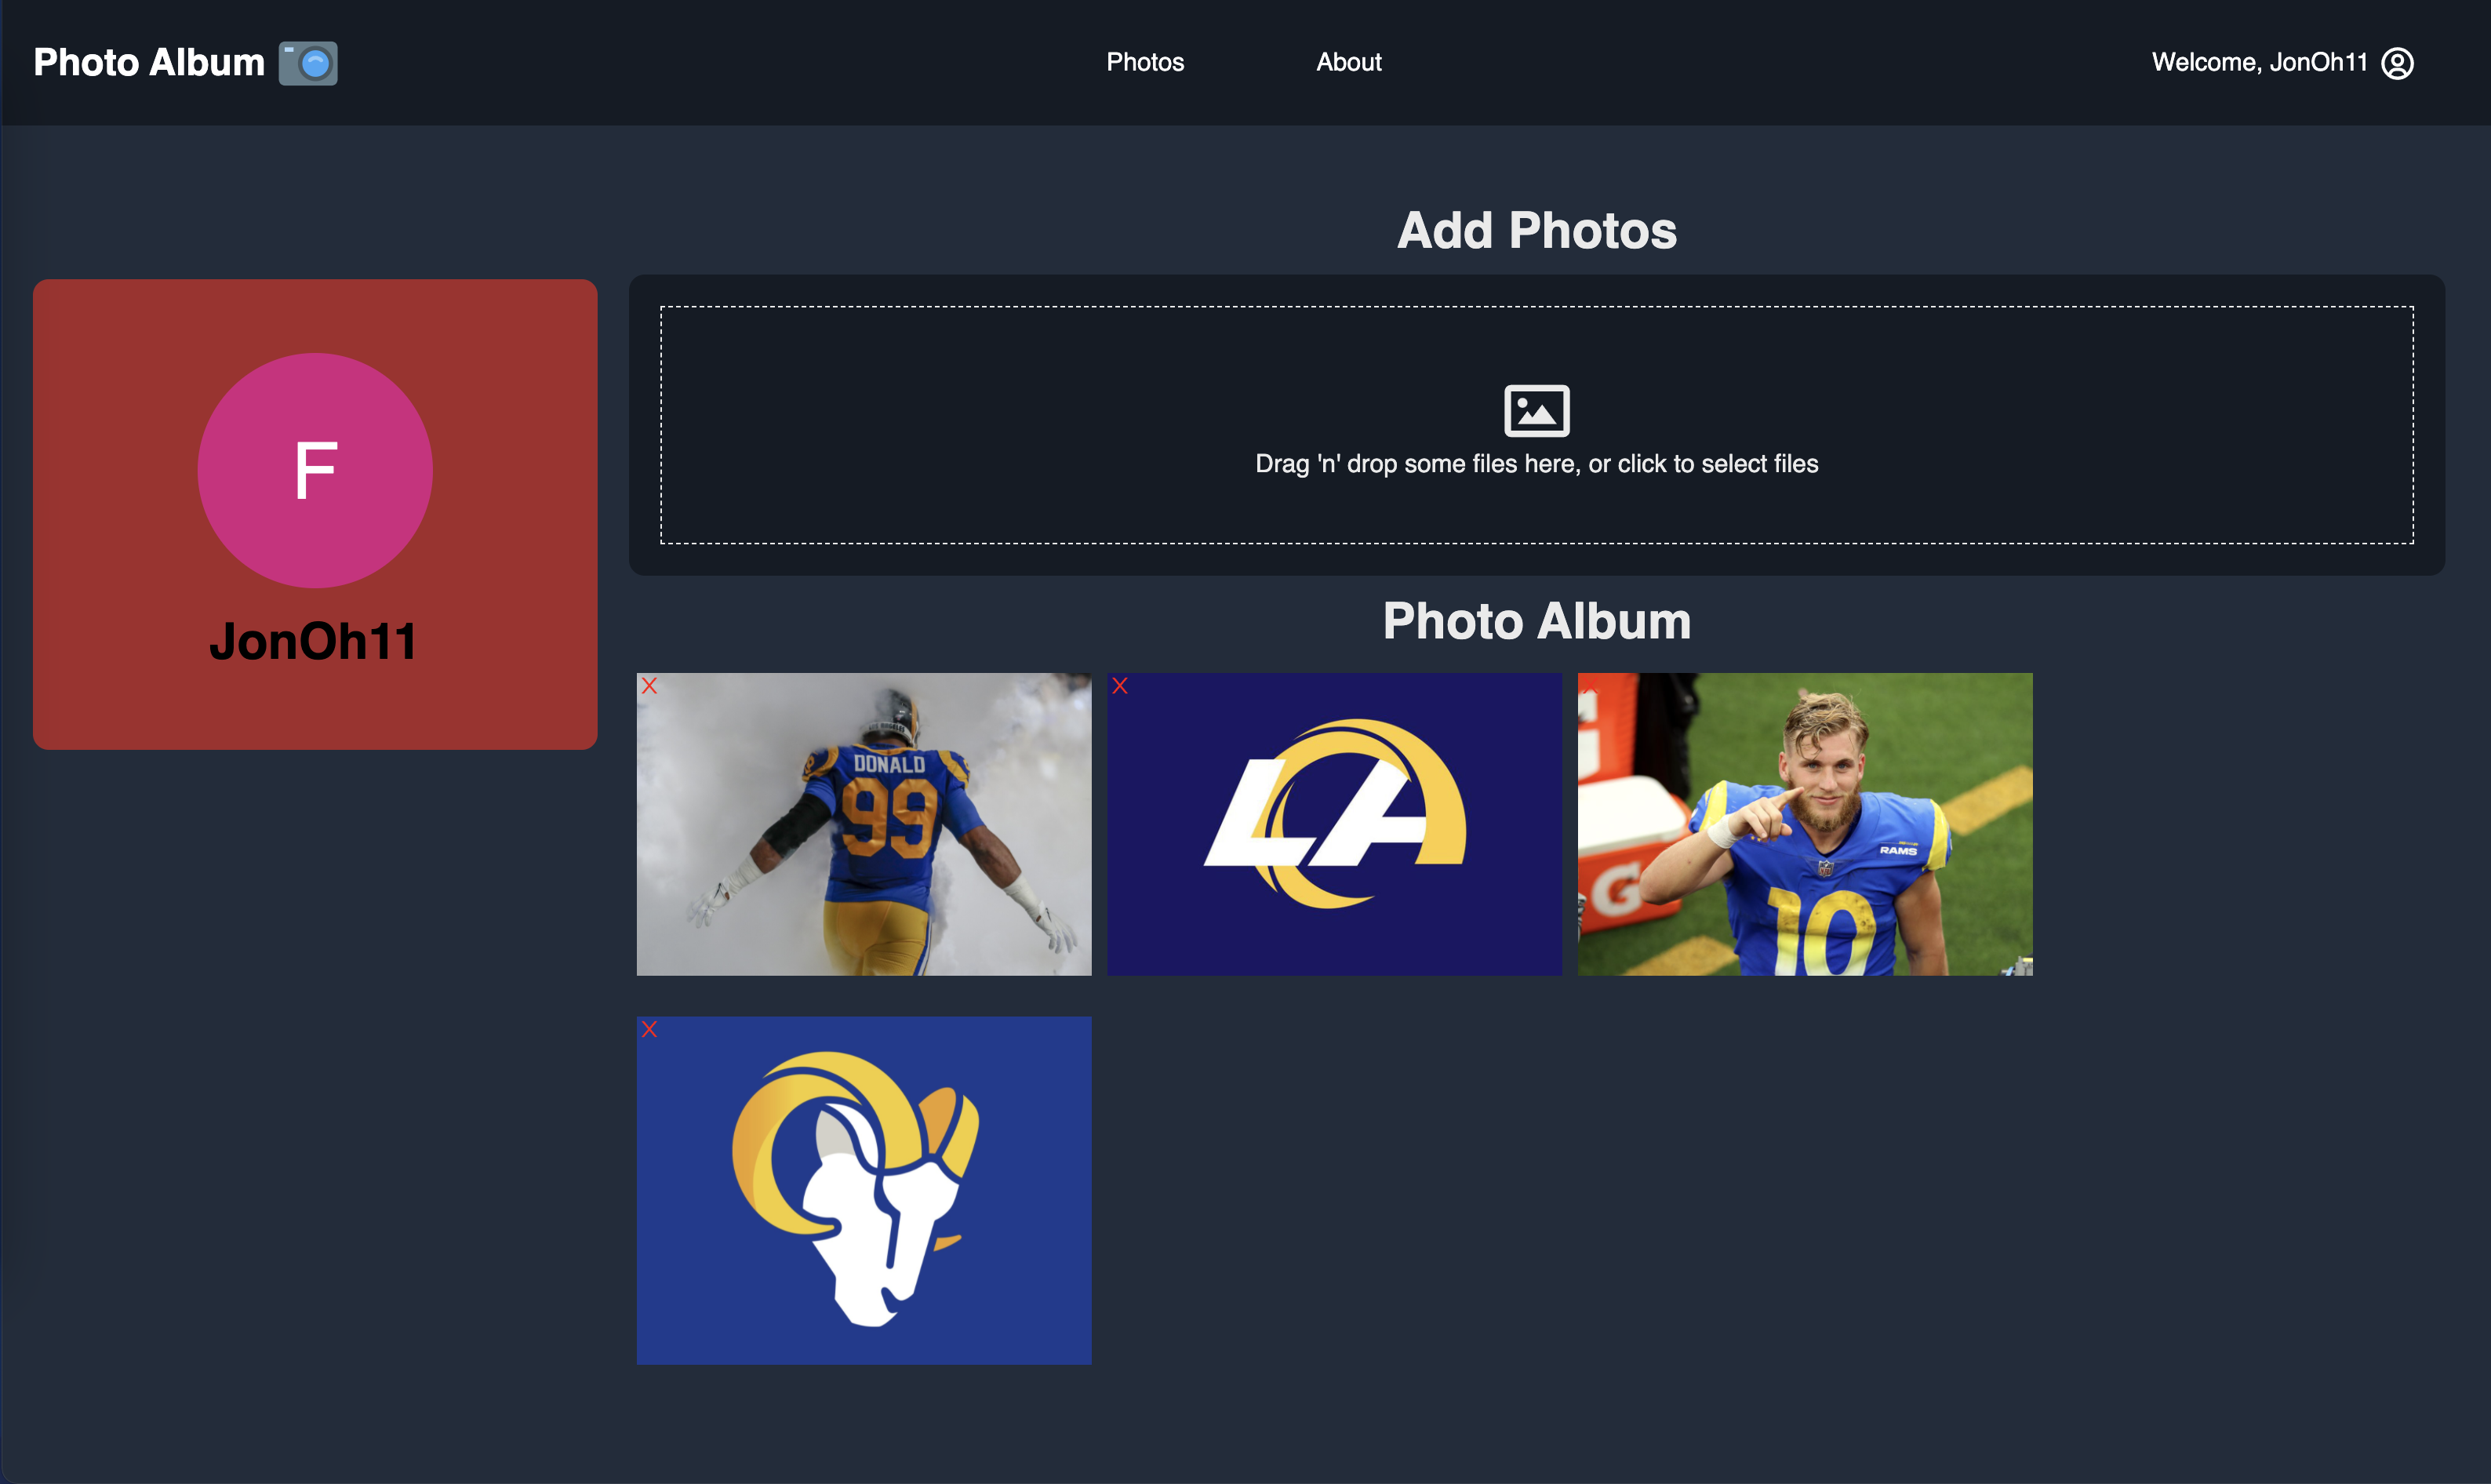 Photo Album
Photos
About
Welcome, JonOh11
Add Photos
F
JonOh11
Drag 'n' drop some files here, or click to select files
Photo Album
X
DONALD
99
X
LA
RAMS
G
10
X